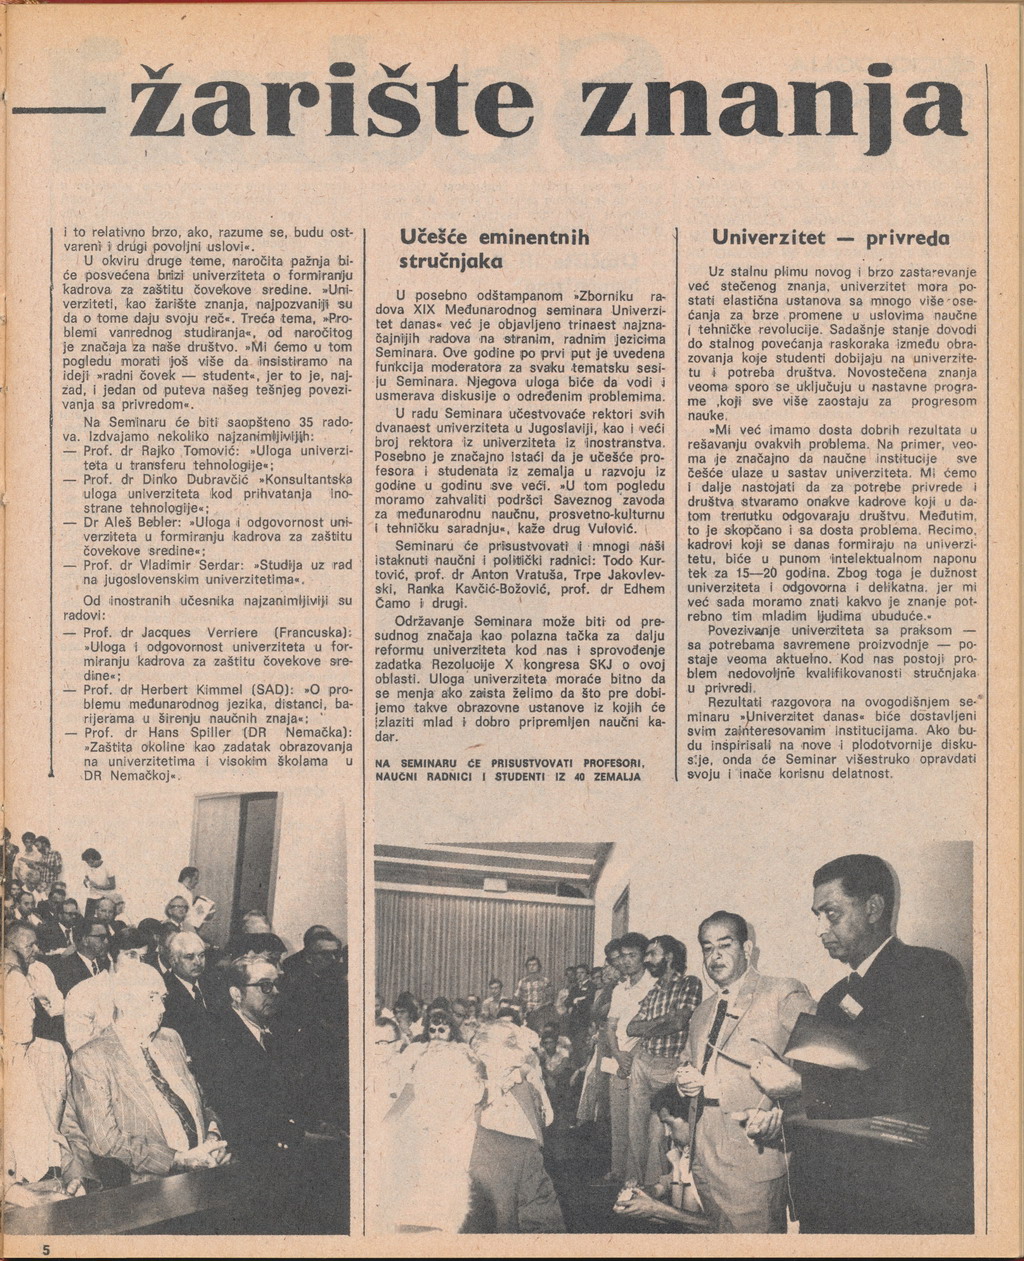 — žarište znanja
i to relativno brzo, ako, razume se, budu ost-
vareni i drugi povoljni uslovi«.
U okviru druge teme, naročita pažnja bi-
će posvećena brizi univerziteta o formiranju
kadrova za zaštitu čovekove sredine. »Uni-
verziteti, kao žarište znanja, najpozvaniji su
da o tome daju svoju reč«. Treća tema, »Pro-
blemi vanrednog studiranja«, od naročitog
je značaja za naše društvo. »Mi ćemo u tom
pogledu morati još više da insistiramo na
ideji »radni čovek — student«, jer to je, naj-
zad, i jedan od puteva našeg tešnjeg povezi-
vanja sa privredom«.
Na Seminaru će biti saopšteno 35 rado-
va. Izdvajamo nekoliko najzanimljivijih:
— Prof. dr Rajko Tomović: »Uloga univerzi-
teta u transferu tehnologije«;
— Prof. dr Dinko Dubravčić »Konsultantska
uloga univerziteta kod prihvatanja ino-
strane tehnologije«;
— Dr Aleš Bebler: »Uloga i odgovornost uni-
verziteta u formiranju kadrova za zaštitu
čovekove sredine«;
— Prof. dr Vladimir Serdar: »Studija uz rad
na jugoslovenskim univerzitetima«.
Od inostranih učesnika najzanimljiviji su
radovi:
— Prof. dr Jacques Verriere (Francuska):
»Uloga i odgovornost univerziteta u for-
miranju kadrova za zaštitu čovekove sre-
dine«;
— Prof. dr Herbert Kimmel (SAD): »O pro-
blemu međunarodnog jezika, distanci, ba-
rijerama u širenju naučnih znaja«;
— Prof. dr Hans Spiller (DR Nemačka):
»Zaštita okoline kao zadatak obrazovanja
na univerzitetima i visokim školama u
DR Nemačkoj«.
Učešće eminentnih
stručnjaka
U posebno odštampanom »Zborniku ra-
dova XIX Međunarodnog seminara Univerzi-
tet danas« već je objavljeno trinaest najzna-
čajnijih radova na stranim, radnim jezicima
Seminara. Ove godine po prvi put je uvedena
funkcija moderatora za svaku tematsku sesi-
ju Seminara. Njegova uloga biće da vodi i
usmerava diskusije o određenim problemima.
U radu Seminara učestvovaće rektori svih
dvanaest univerziteta u Jugoslaviji, kao i veći
broj rektora iz univerziteta iz inostranstva.
Posebno je značajno istaći da je učešće pro-
fesora i studenata iz zemalja u razvoju iz
godine u godinu sve veći. »U tom pogledu
moramo zahvaliti podršci Saveznog zavoda
za međunarodnu naučnu, prosvetno-kulturnu
i tehničku saradnju«, kaže drug Vulović.
Seminaru će prisustvovati i mnogi naši
istaknuti naučni i politički radnici: Todo Kur-
tović, prof. dr Anton Vratuša, Trpe Jakovlev-
ski, Ranka Kavčić-Božović, prof. dr Edhem
Čamo i drugi.
Održavanje Seminara može biti od pre-
sudnog značaja kao polazna tačka za dalju
reformu univerziteta kod nas i sprovođenje
zadatka Rezolucije X kongresa SKJ o ovoj
oblasti. Uloga univerziteta moraće bitno da
se menja ako zaista želimo da što pre dobi-
jemo takve obrazovne ustanove iz kojih će
izlaziti mlad i dobro pripremljen naučni ka-
dar.
NA SEMINARU ĆE PRISUSTVOVATI PROFESORI,
NAUČNI RADNICI I STUDENTI IZ 40 ZEMALJA
Univerzitet — privreda
Uz stalnu plimu novog i brzo zastarevanje
već stečenog znanja, univerzitet mora po-
stati elastična ustanova sa mnogo više ose-
ćanja za brze promene u uslovima naučne
i tehničke revolucije. Sadašnje stanje dovodi
do stalnog povećanja raskoraka između obra-
zovanja koje studenti dobijaju na univerzite-
tu i potreba društva. Novostečena znanja
veoma sporo se uključuju u nastavne progra-
me ,koji sve više zaostaju za progresom
nauke.
»Mi već imamo dosta dobrih rezultata u
rešavanju ovakvih problema. Na primer, veo-
ma je značajno da naučne institucije sve
češće ulaze u sastav univerziteta. Mi ćemo
i dalje nastojati da za potrebe privrede i
društva stvaramo onakve kadrove koji u da-
tom trenutku odgovaraju društvu. Međutim,
to je skopčano i sa dosta problema. Recimo,
kadrovi koji se danas formiraju na univerzi-
tetu, biće u punom intelektualnom naponu
tek za 15—20 godina. Zbog toga je dužnost
univerziteta i odgovorna i delikatna, jer mi
već sada moramo znati kakvo je znanje pot-
rebno tim mladim ljudima ubuduće.«
Povezivanje univerziteta sa praksom —
sa potrebama savremene proizvodnje — po-
staje veoma aktuelno. Kod nas postoji pro-
blem nedovoljne kvalifikovanosti stručnjaka
u privredi.
Rezultati razgovora na ovogodišnjem se-
minaru »Univerzitet danas« biće dostavljeni
svim zainteresovanim institucijama. Ako bu-
du inspirisali na nove i plodotvornije disku-
sije, onda će Seminar višestruko opravdati
svoju i inače korisnu delatnost.
5